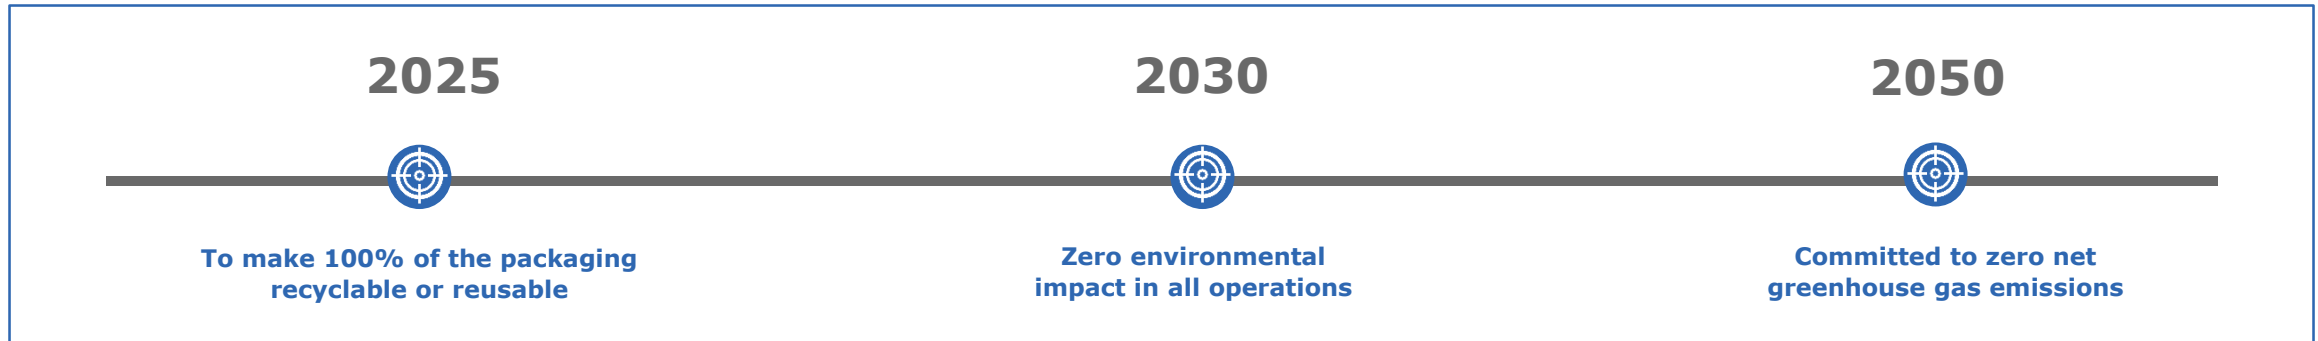 2025
2030
2050
To make 100% of the packaging
recyclable or reusable
Zero environmental
impact in all operations
Committed to zero net
greenhouse gas emissions